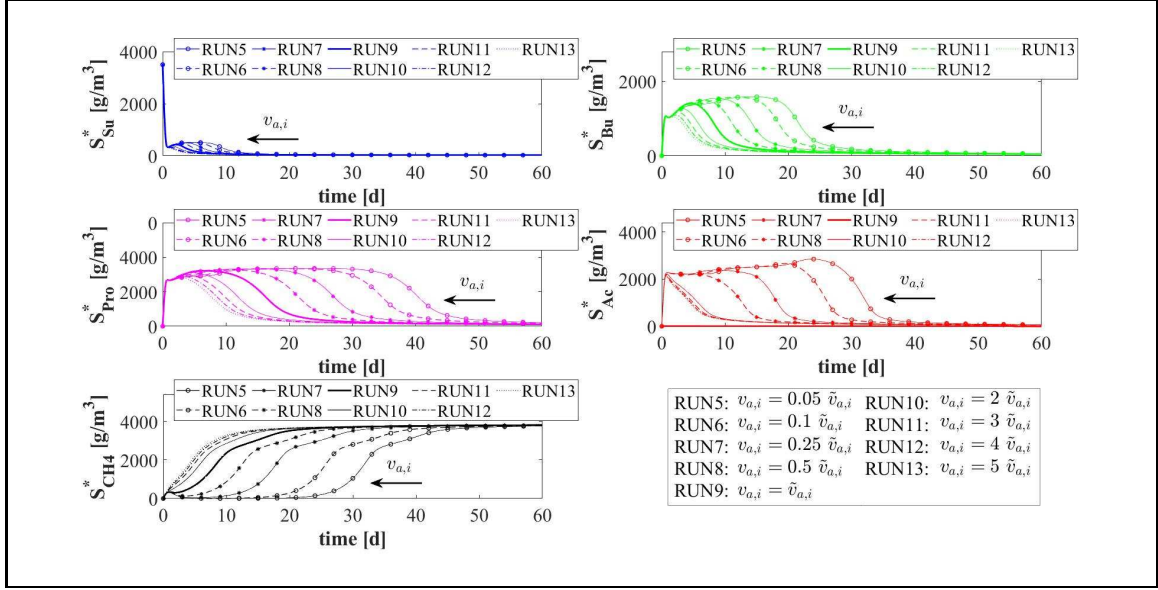 4000
2000
0
S*Su [g/m3]
RUN5 RUN7 RUN9 RUN11 RUN13
RUN6 RUN8 RUN10 RUN12
va,i
0 10 20 30 40 50 60
time [d]
2000
0
S*Bu [g/m3]
RUN5 RUN7 RUN9 RUN11 RUN13
RUN6 RUN8 RUN10 RUN12
va,i
0 10 20 30 40 50 60
time [d]
0
4000
2000
0
S*Pro [g/m3]
RUN5 RUN7 RUN9 RUN11 RUN13
RUN6 RUN8 RUN10 RUN12
va,i
0 10 20 30 40 50 60
time [d]
4000
2000
0
S*Ac [g/m3]
RUN5 RUN7 RUN9 RUN11 RUN13
RUN6 RUN8 RUN10 RUN12
va,i
0 10 20 30 40 50 60
time [d]
4000
2000
0
S*CH4 [g/m3]
RUN5 RUN7 RUN9 RUN11 RUN13
RUN6 RUN8 RUN10 RUN12
va,i
0 10 20 30 40 50 60
time [d]
RUN5: va,i = 0.05 ṽa,i RUN10: va,i = 2 ṽa,i
RUN6: va,i = 0.1 ṽa,i RUN11: va,i = 3 ṽa,i
RUN7: va,i = 0.25 ṽa,i RUN12: va,i = 4 ṽa,i
RUN8: va,i = 0.5 ṽa,i RUN13: va,i = 5 ṽa,i
RUN9: va,i = ṽa,i